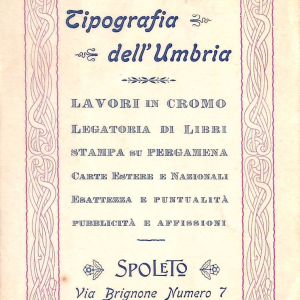 Tipografia
dell'Umbria
LAVORI IN CROMO
LEGATORIA DI LIBRI
STAMPA SU PERGAMENA
CARTE ESTERE E NAZIONALI
ESATTEZZA E PUNTUALITÀ
PUBBLICITÀ E AFFISSIONI
SPOLETO
Via Brignone Numero 7